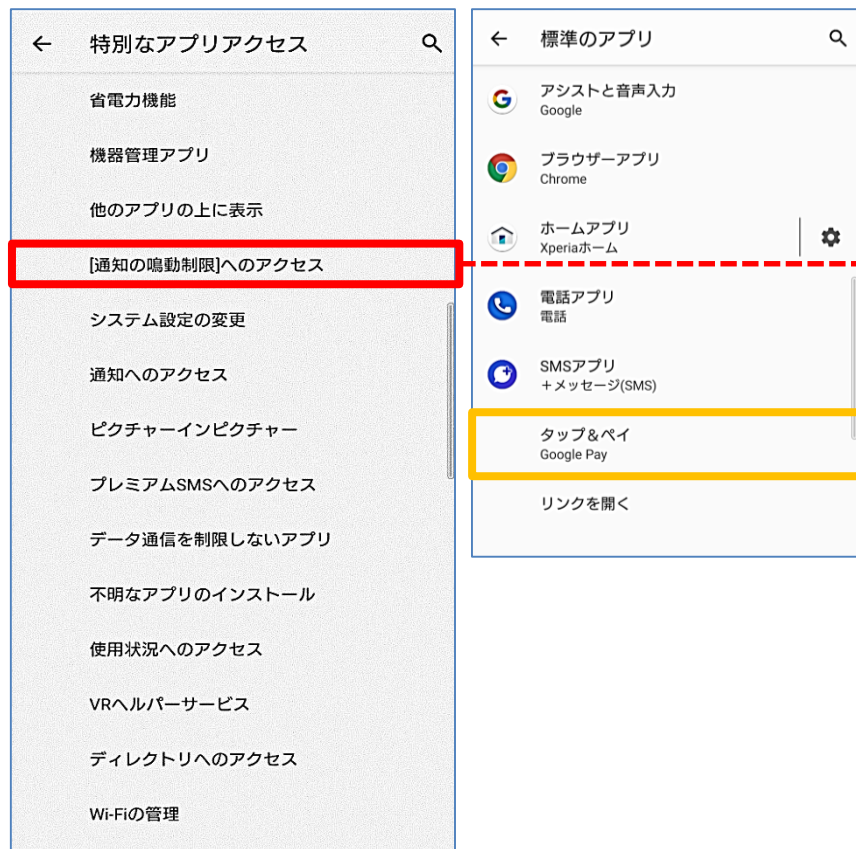 特別なアプリアクセス
省電力機能
機器管理アプリ
他のアプリの上に表示
[通知の鳴動制限]へのアクセス
システム設定の変更
通知へのアクセス
ピクチャーインピクチャー
プレミアムSMSへのアクセス
データ通信を制限しないアプリ
不明なアプリのインストール
使用状況へのアクセス
VRヘルパーサービス
ディレクトリへのアクセス
Wi-Fiの管理
標準のアプリ
アシストと音声入力
Google
ブラウザーアプリ
Chrome
ホームアプリ
Xperiaホーム
電話アプリ
電話
SMSアプリ
+メッセージ(SMS)
タップ&ペイ
Google Pay
リンクを開く